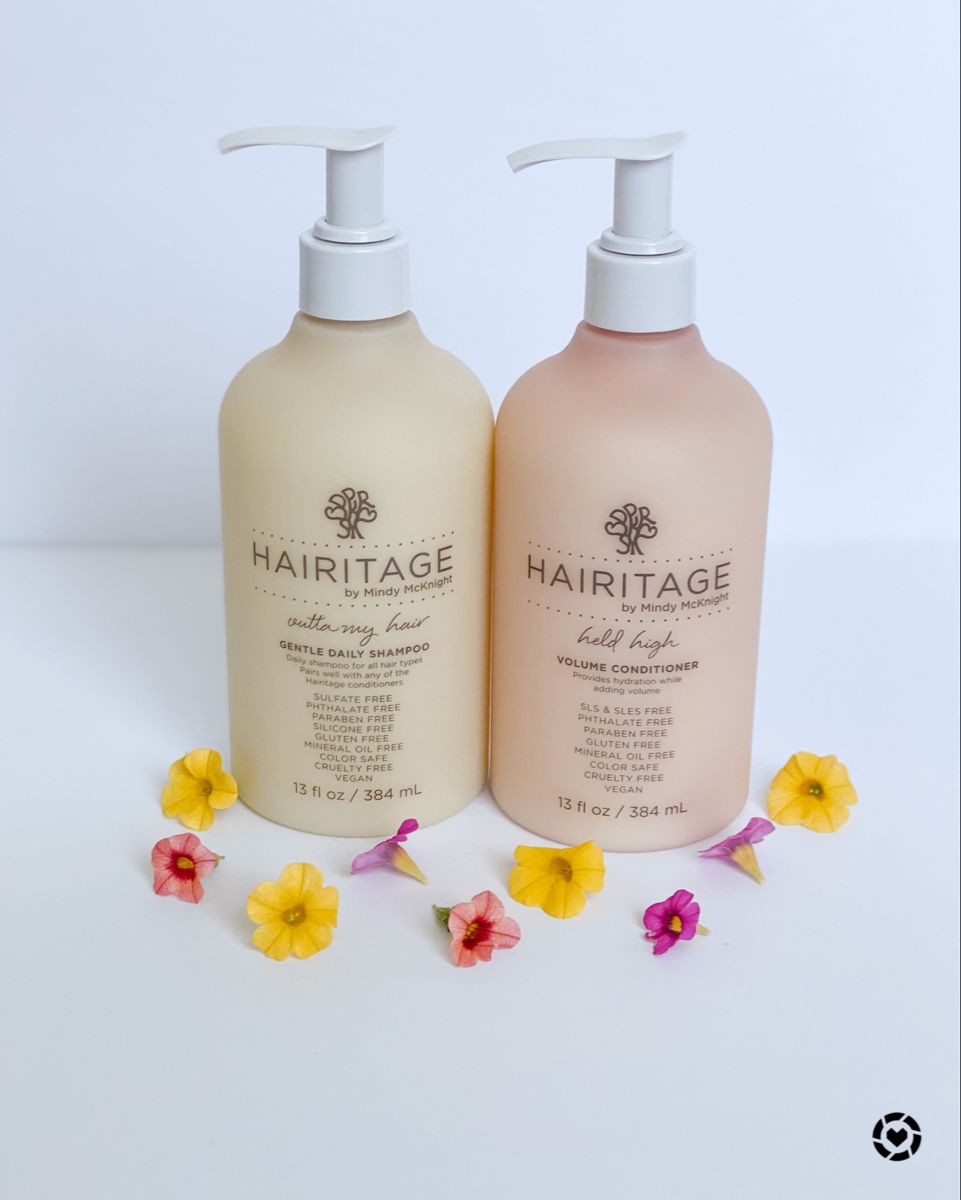 HAIRITAGE
by Mindy McKnight
outta my hair
GENTLE DAILY SHAMPOO
Daily shampoo for all hair types
Pairs well with any of the
Hairitage conditioners
SULFATE FREE
PHTHALATE FREE
PARABEN FREE
SILICONE FREE
GLUTEN FREE
MINERAL OIL FREE
COLOR SAFE
CRUELTY FREE
VEGAN
13 fl oz / 384 mL
HAIRITAGE
by Mindy McKnight
held high
VOLUME CONDITIONER
Provides hydration while
adding volume
SLS & SLES FREE
PHTHALATE FREE
PARABEN FREE
GLUTEN FREE
MINERAL OIL FREE
COLOR SAFE
CRUELTY FREE
VEGAN
13 fl oz / 384 mL